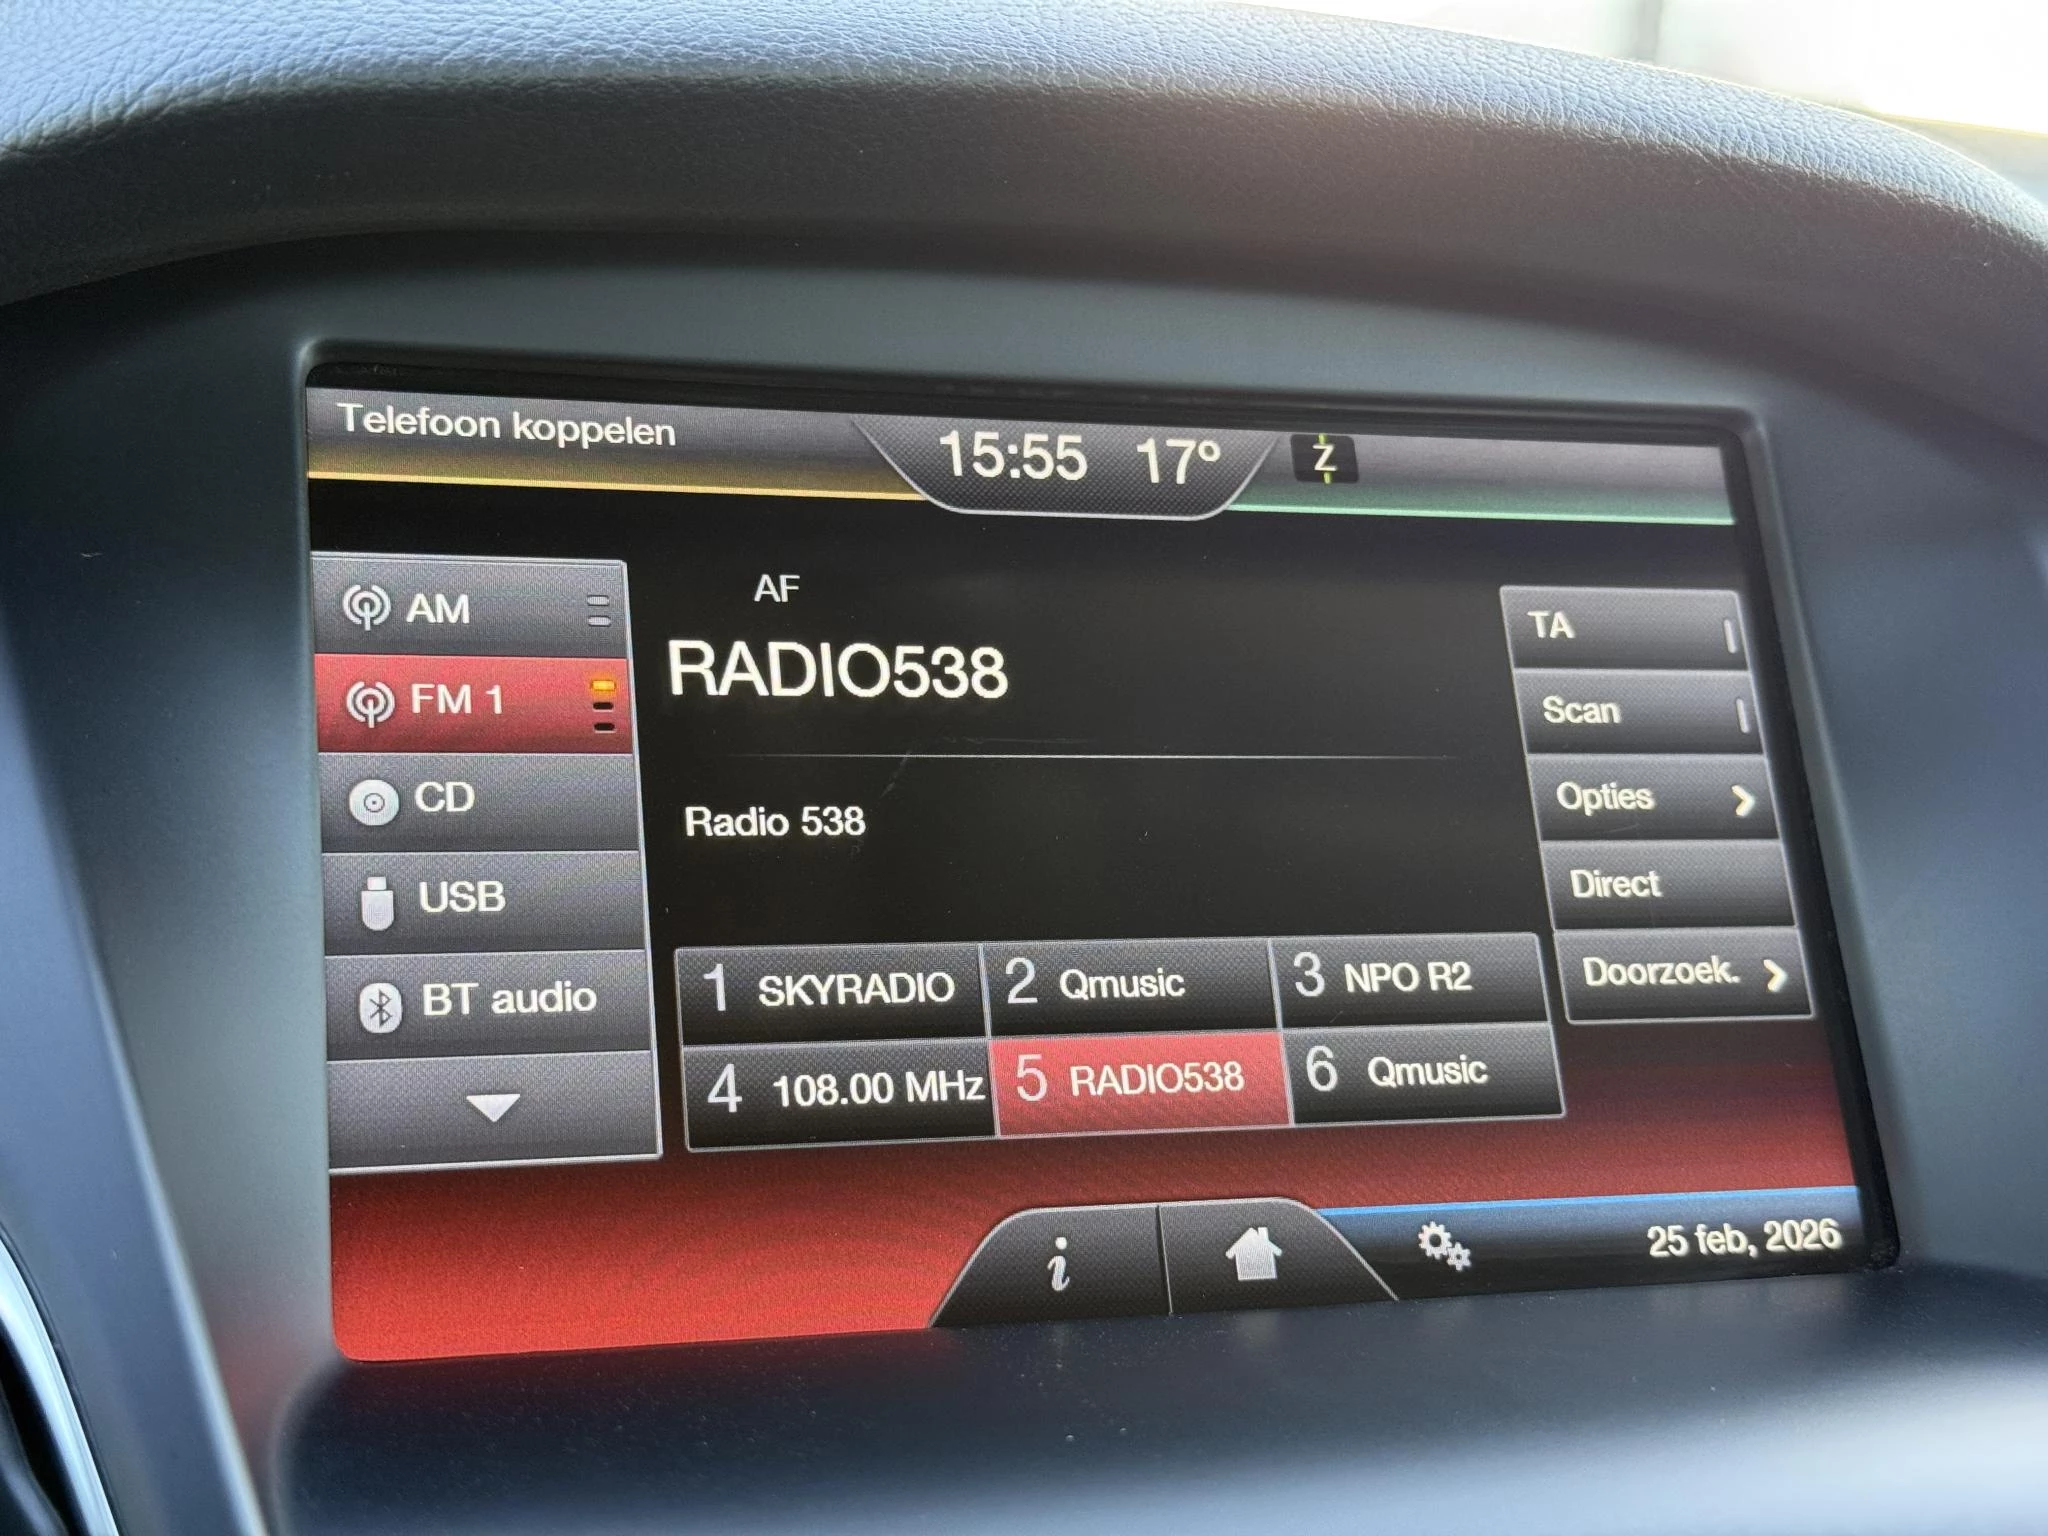 Telefoon koppelen
15:55 17º Z
AF
RADIO538
Radio 538
AM
FM 1
CD
USB
BT audio
TA
Scan
Opties
Direct
Doorzoek.
1 SKYRADIO
2 Qmusic
3 NPO R2
4 108.00 MHz
5 RADIO538
6 Qmusic
i
25 feb, 2026